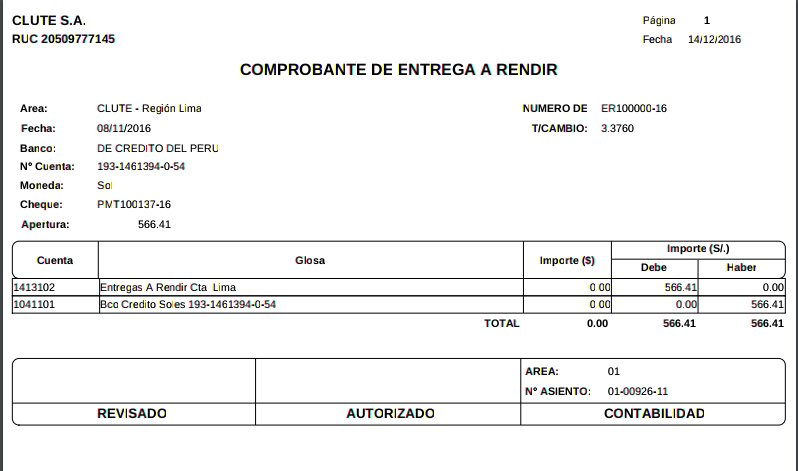 CLUTE S.A.
Página 1
RUC 20509777145
Fecha 14/12/2016
COMPROBANTE DE ENTREGA A RENDIR
Area: CLUTE - Región Lima
NUMERO DE ER100000-16
Fecha: 08/11/2016
T/CAMBIO: 3.3760
Banco: DE CREDITO DEL PERU
Nº Cuenta: 193-1461394-0-54
Moneda: Sol
Cheque: PMT100137-16
Apertura: 566.41
Cuenta Glosa Importe ($) Importe (S/.)
Debe Haber
1413102 Entregas A Rendir Cta Lima 0.00 566.41 0.00
1041101 Bco Credito Soles 193-1461394-0-54 0.00 0.00 566.41
TOTAL 0.00 566.41 566.41
AREA: 01
Nº ASIENTO: 01-00926-11
REVISADO AUTORIZADO CONTABILIDAD